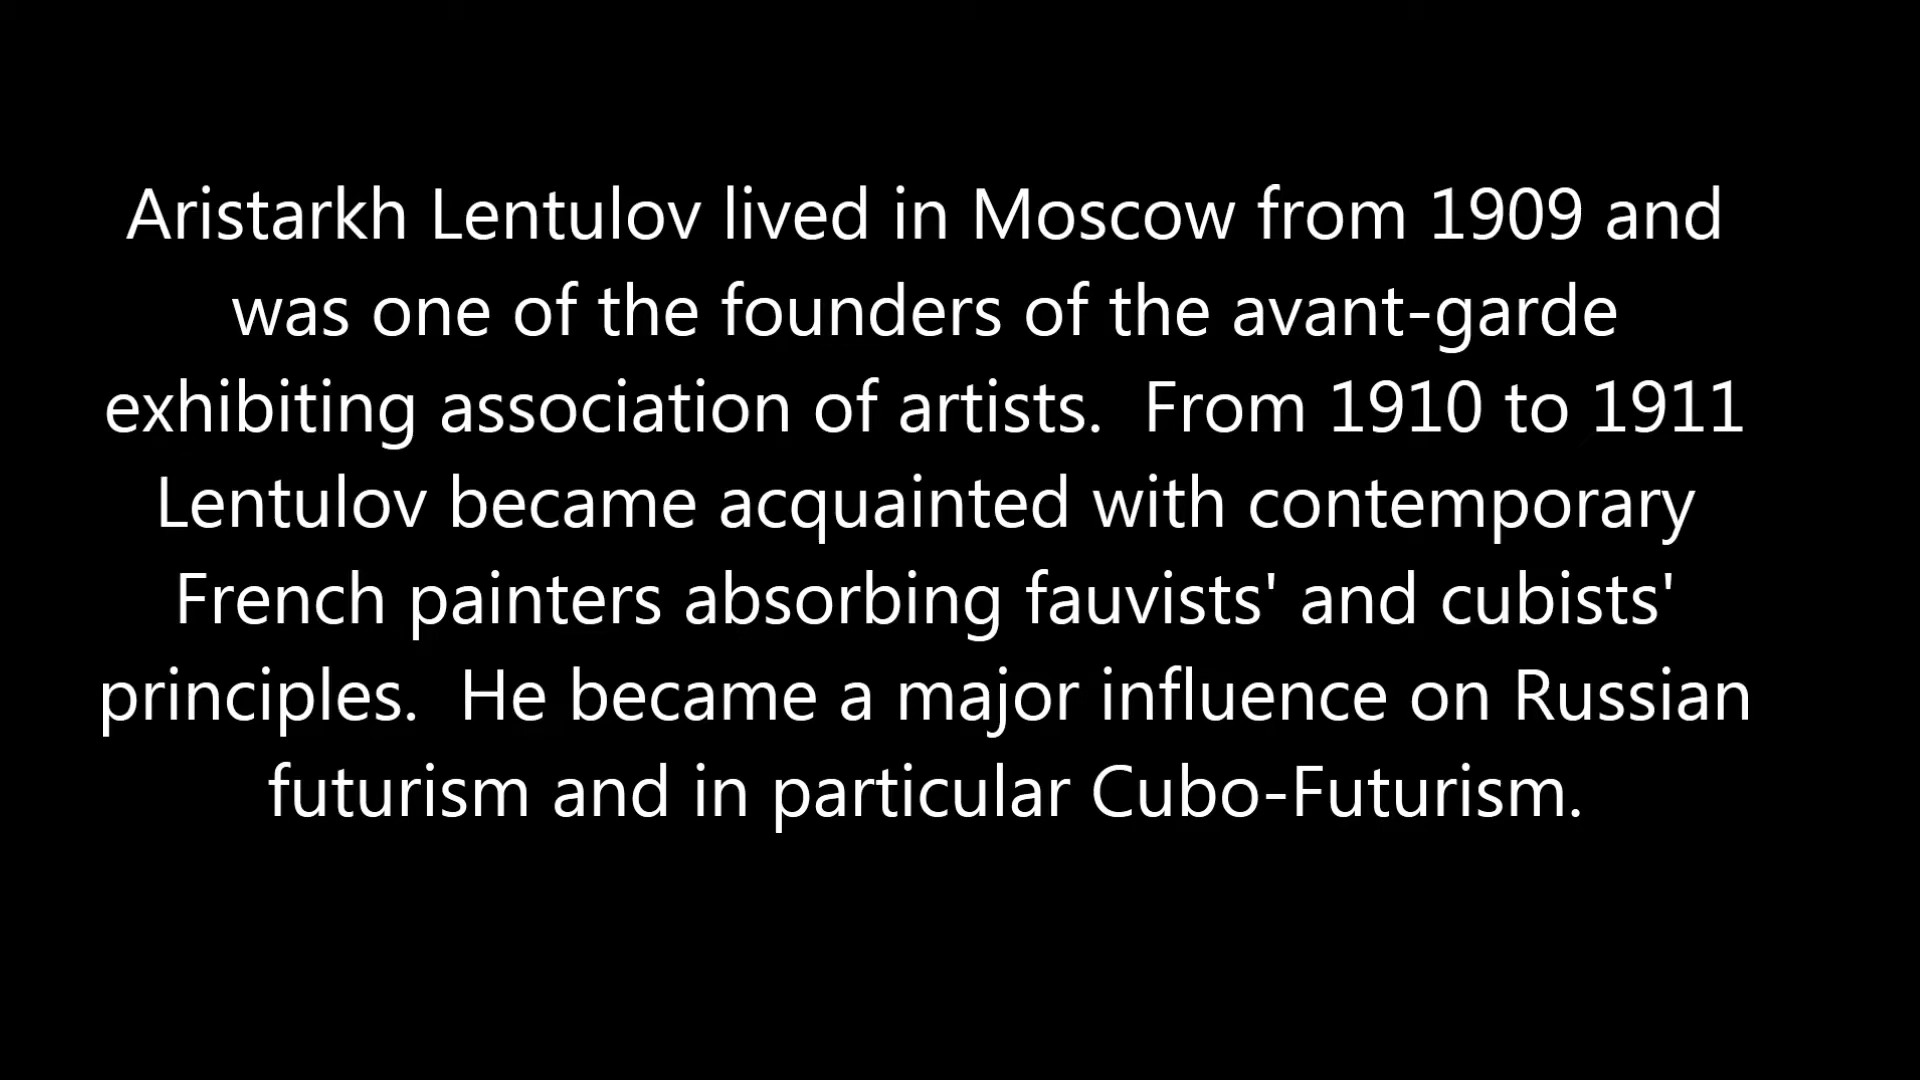 Aristarkh Lentulov lived in Moscow from 1909 and
was one of the founders of the avant-garde
exhibiting association of artists.  From 1910 to 1911
Lentulov became acquainted with contemporary
French painters absorbing fauvists' and cubists'
principles.  He became a major influence on Russian
futurism and in particular Cubo-Futurism.